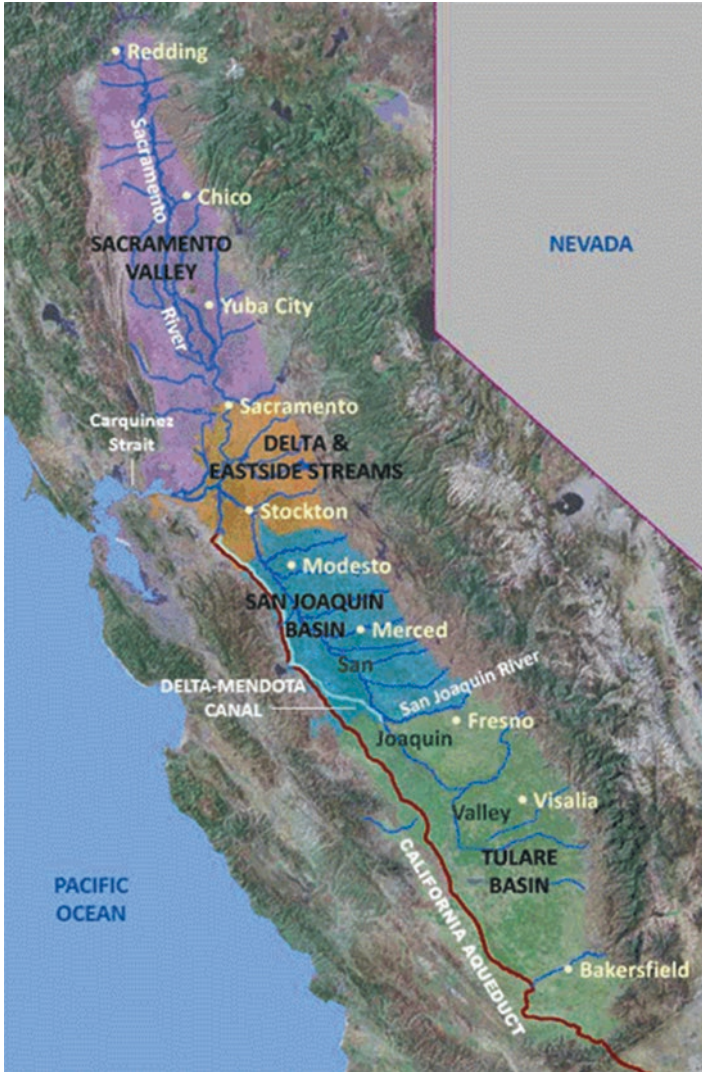 Redding
Sacramento
Chico
SACRAMENTO
VALLEY
NEVADA
Yuba City
River
Sacramento
Carquinez
Strait
DELTA &
EASTSIDE STREAMS
Stockton
Modesto
SAN JOAQUIN
BASIN
Merced
San
San Joaquin River
DELTA-MENDOTA
CANAL
Fresno
Joaquin
Visalia
Valley
TULARE
BASIN
CALIFORNIA AQUEDUCT
PACIFIC
OCEAN
Bakersfield